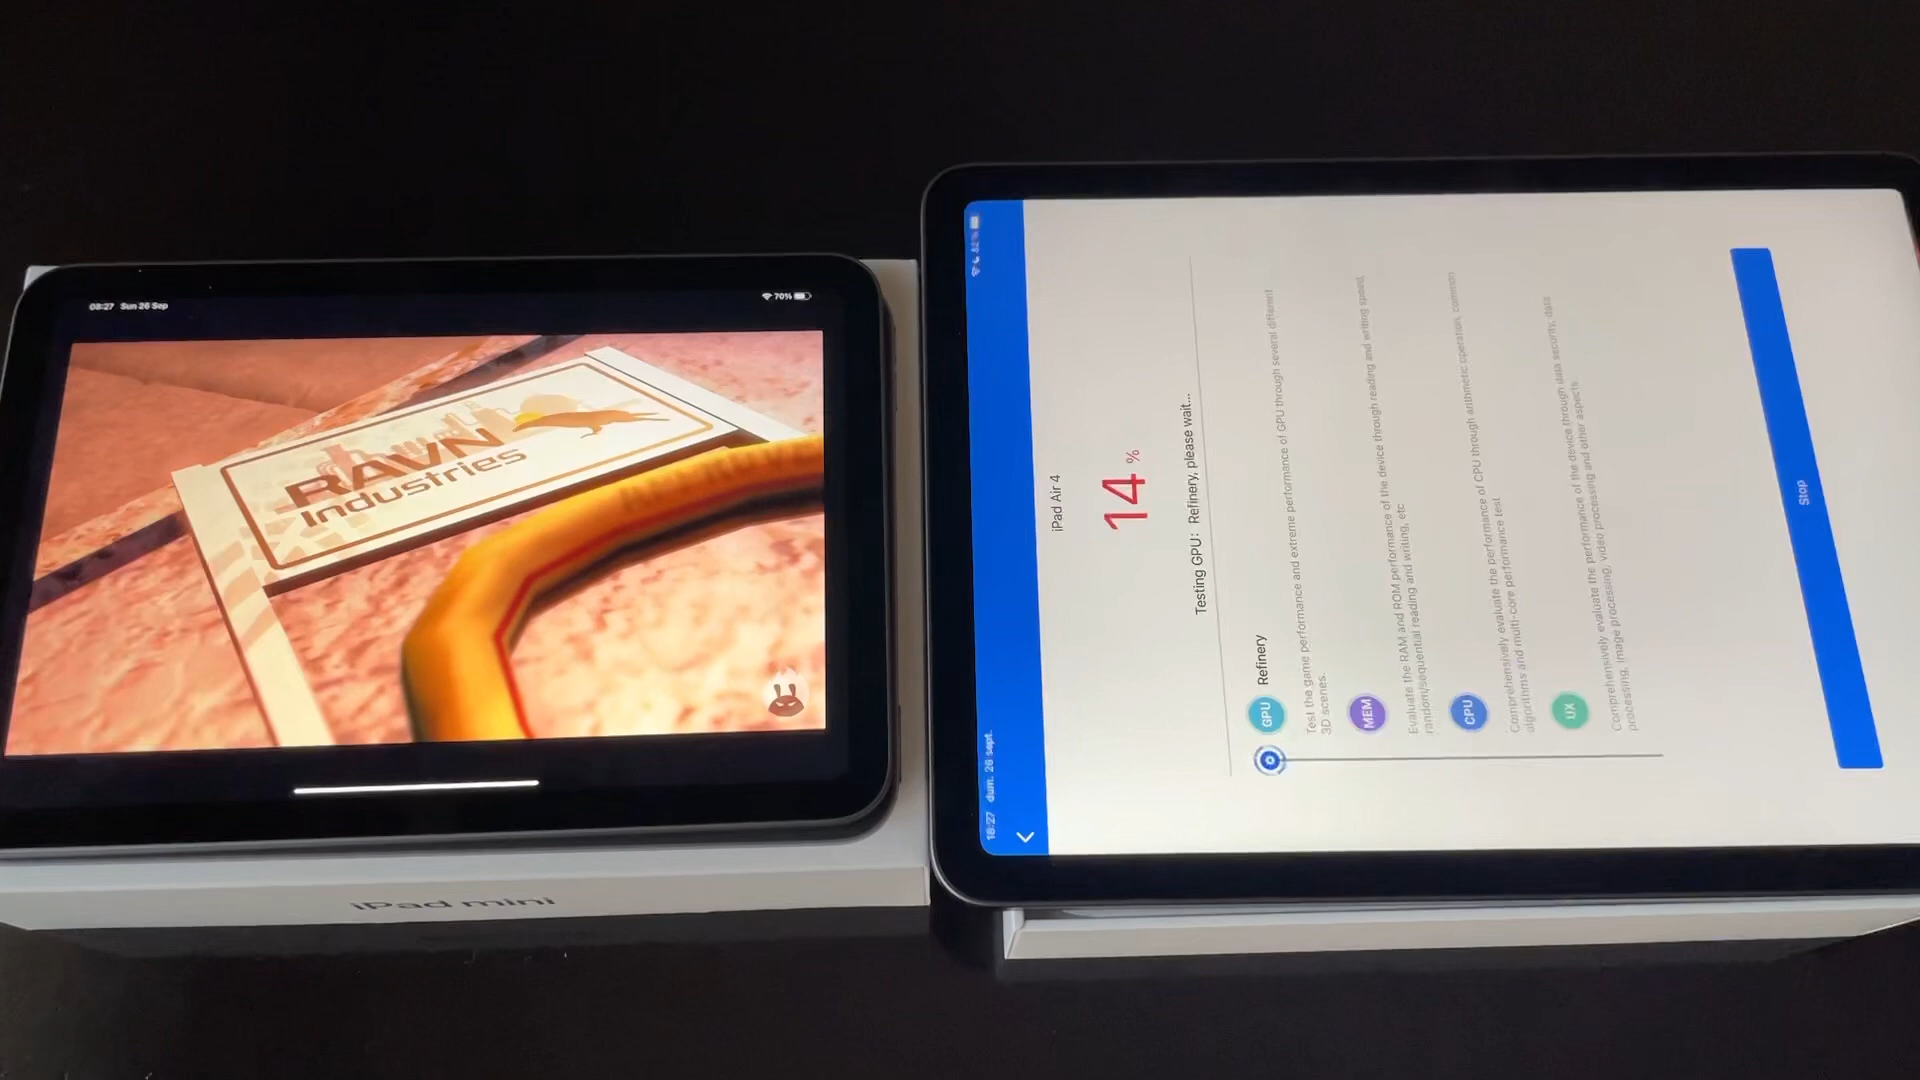 08:27 Sun 26 Sep
70%
RAVN
Industries
iPad mini
18:27 dum. 26 sept.
82%
iPad Air 4
14 %
Testing GPU: Refinery, please wait...
GPU
Refinery
Test the game performance and extreme performance of GPU through several different
3D scenes.
MEM
Evaluate the RAM and ROM performance of the device through reading and writing speed,
random/sequential reading and writing, etc
CPU
Comprehensively evaluate the performance of CPU through arithmetic operation, common
algorithms and multi-core performance test
UX
Comprehensively evaluate the performance of the device through data security, data
processing, image processing, video processing and other aspects
Stop